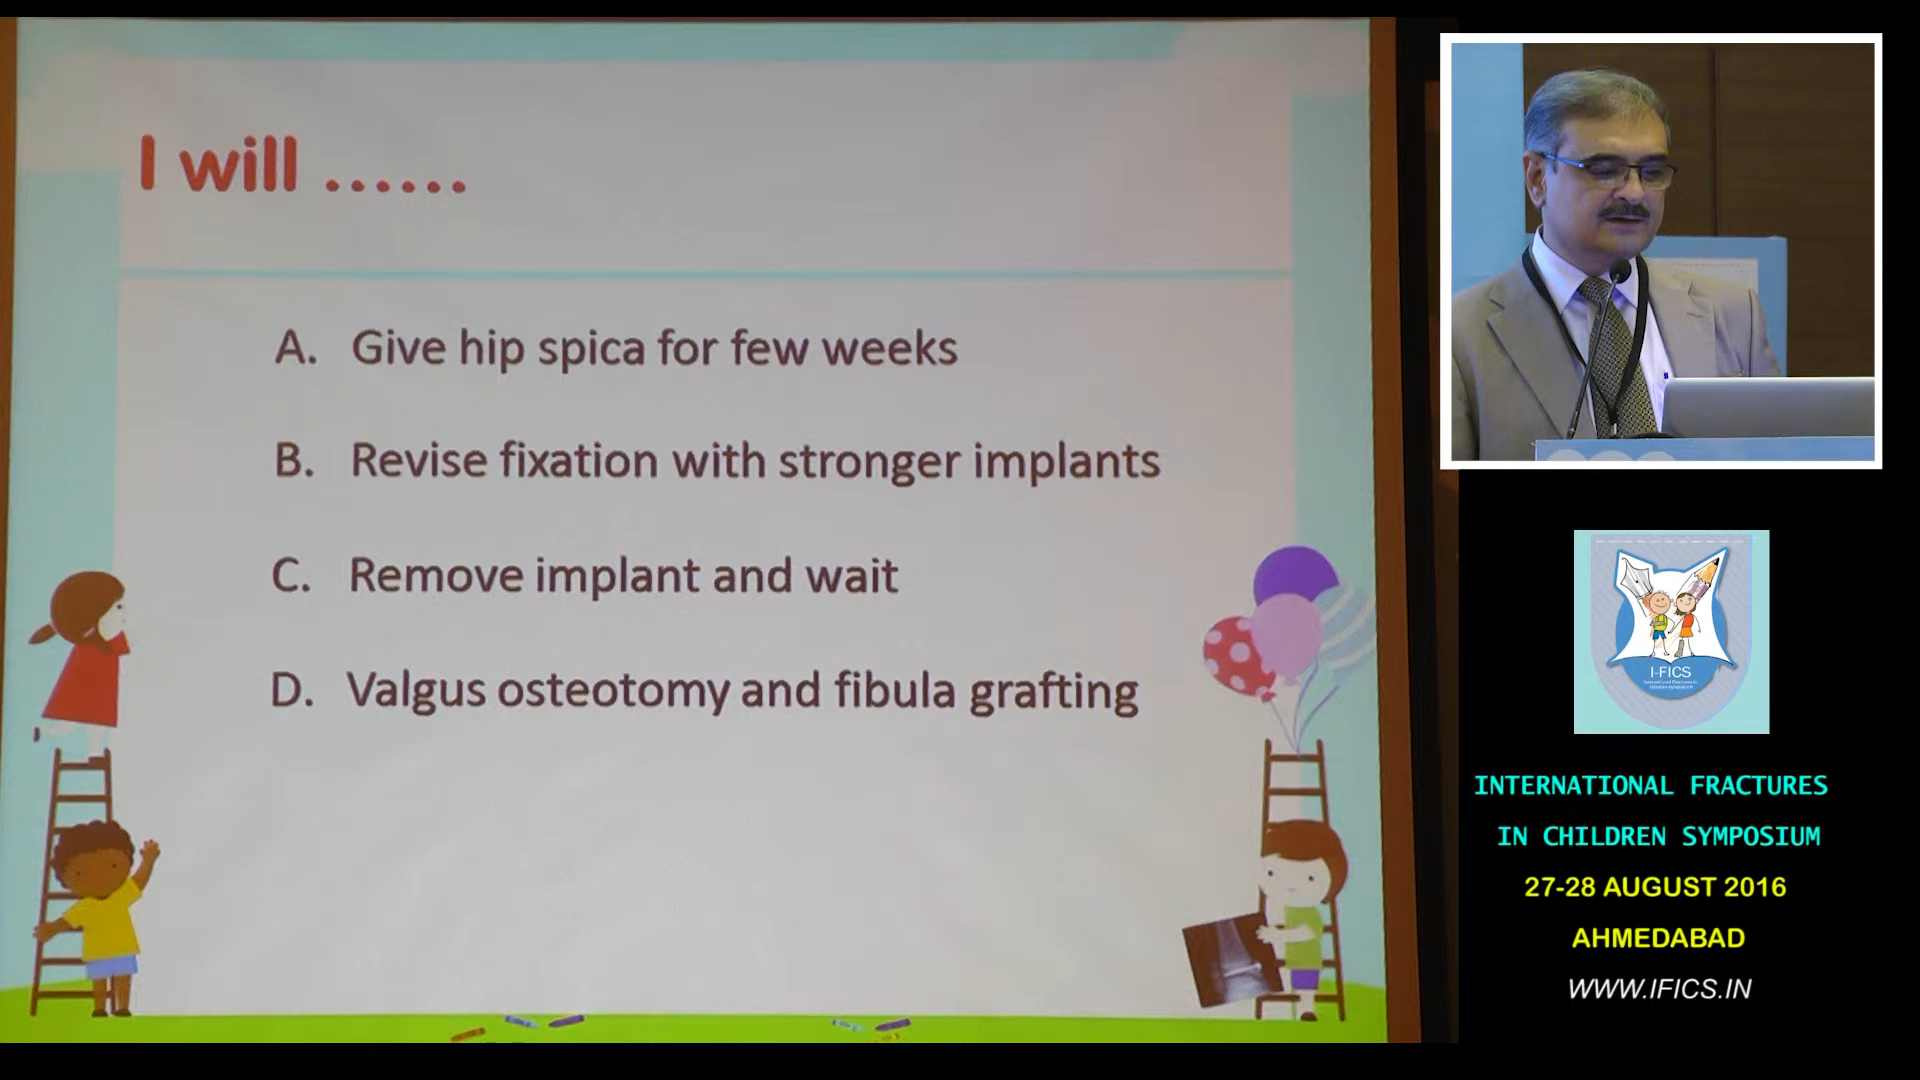 I will ......
A. Give hip spica for few weeks
B. Revise fixation with stronger implants
C. Remove implant and wait
D. Valgus osteotomy and fibula grafting
I-FICS
INTERNATIONAL FRACTURES
IN CHILDREN SYMPOSIUM
27-28 AUGUST 2016
AHMEDABAD
WWW.IFICS.IN